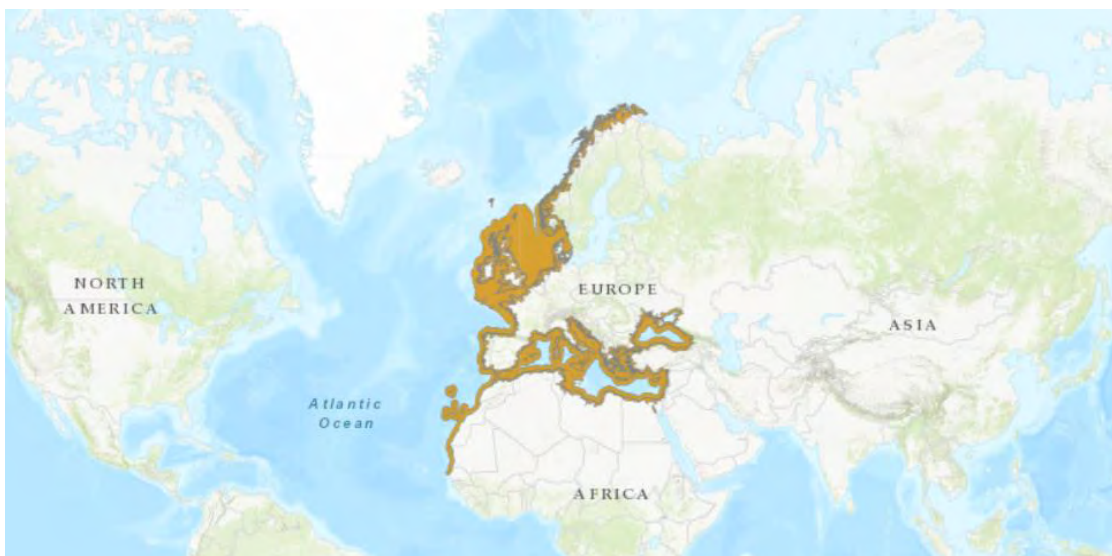 NORTH
AMERICA
EUROPE
ASIA
Atlantic
Ocean
AFRICA